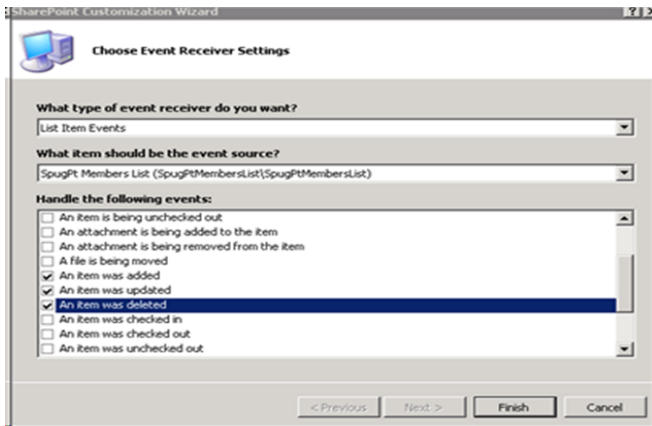 SharePoint Customization Wizard
Choose Event Receiver Settings
What type of event receiver do you want?
List Item Events
What item should be the event source?
SpugPt Members List (SpugPtMembersList\SpugPtMembersList)
Handle the following events:
An item is being unchecked out
An attachment is being added to the item
An attachment is being removed from the item
A file is being moved
An item was added
An item was updated
An item was deleted
An item was checked in
An item was checked out
An item was unchecked out
< Previous Next > Finish Cancel